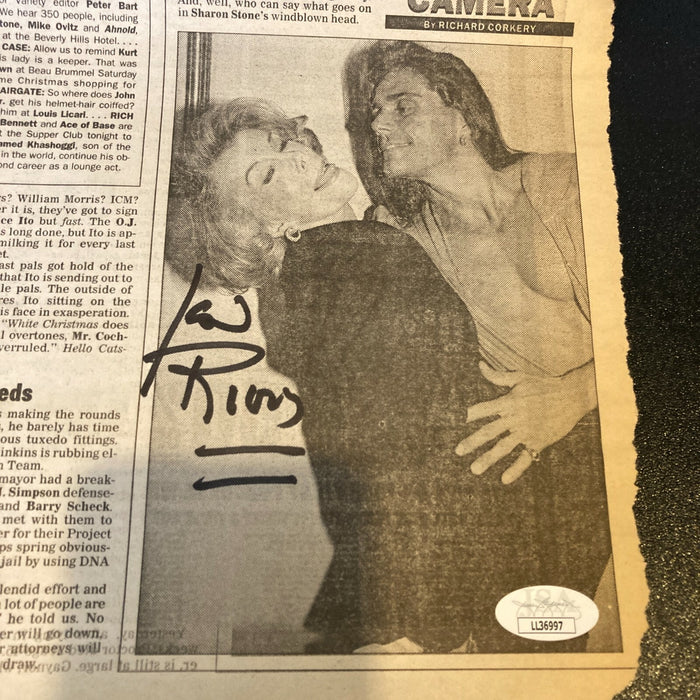 f Variety editor Peter Bart
We hear 350 people, including
tone, Mike Ovitz and Ahnold,
at the Beverly Hills Hotel. . . .
CASE: Allow us to remind Kurt
is lady is a keeper. That was
wn at Beau Brummel Saturday
me Christmas shopping for
AIRGATE: So where does John
r. get his helmet-hair coiffed?
him at Louis Licari. . . . RICH
Bennett and Ace of Base are
t the Supper Club tonight to
amed Khashoggi, son of the
in the world, continue his ob-
ond career as a lounge act.
rs? William Morris? ICM?
er it is, they've got to sign
ce Ito but fast. The O.J.
s long done, but Ito is ap-
milking it for every last
et.
ast pals got hold of the
that Ito is sending out to
le pals. The outside of
res Ito sitting on the
is face in exasperation.
"White Christmas does
l overtones, Mr. Coch-
verruled." Hello Cats-
eds
s making the rounds
, he barely has time
ous tuxedo fittings.
inkins is rubbing el-
n Team.
mayor had a break-
J. Simpson defense-
and Barry Scheck.
met with them to
er for their Project
ps spring obvious-
jail by using DNA
lendid effort and
lot of people are
" he told us. No
er will go down,
r attorneys will
draw.
And, well, who can say what goes on
in Sharon Stone's windblown head.
CAMERA
By RICHARD CORKERY
JSA
LL36997